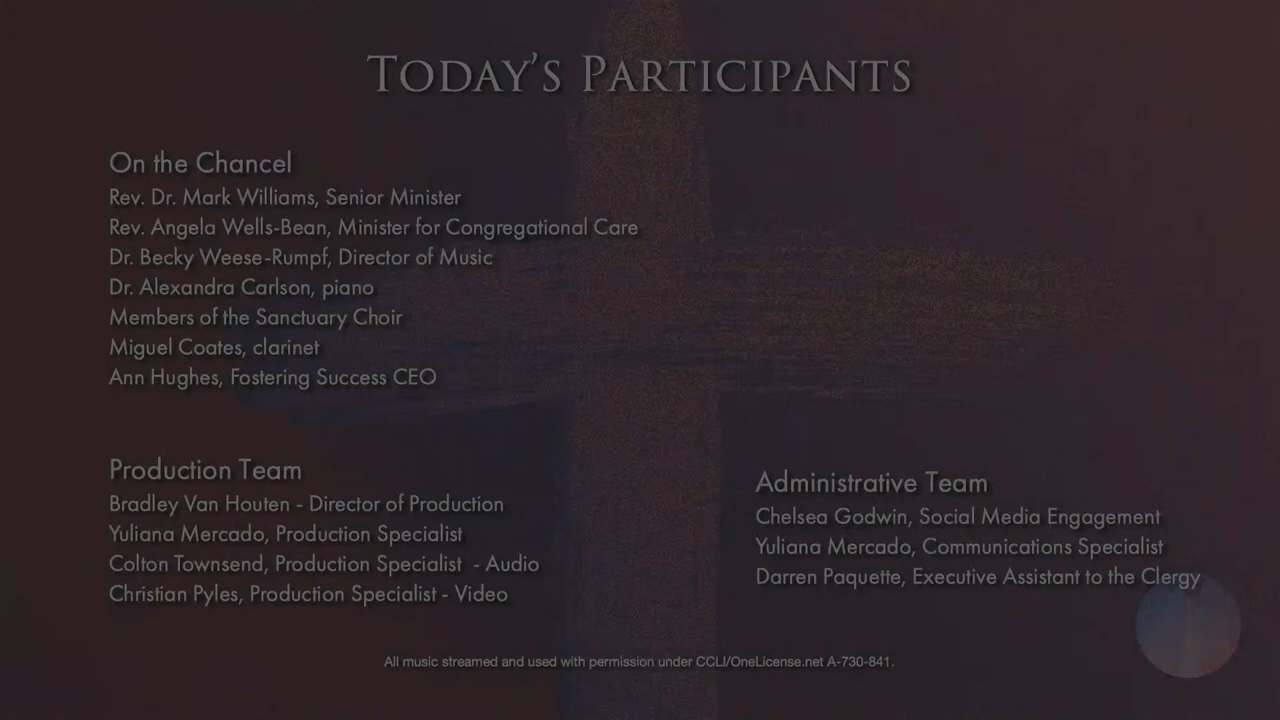 Today's Participants
On the Chancel
Rev. Dr. Mark Williams, Senior Minister
Rev. Angela Wells-Bean, Minister for Congregational Care
Dr. Becky Weese-Rumpf, Director of Music
Dr. Alexandra Carlson, piano
Members of the Sanctuary Choir
Miguel Coates, clarinet
Ann Hughes, Fostering Success CEO
Production Team
Bradley Van Houten - Director of Production
Yuliana Mercado, Production Specialist
Colton Townsend, Production Specialist  - Audio
Christian Pyles, Production Specialist - Video
Administrative Team
Chelsea Godwin, Social Media Engagement
Yuliana Mercado, Communications Specialist
Darren Paquette, Executive Assistant to the Clergy
All music streamed and used with permission under CCLI/OneLicense.net A-730-841.